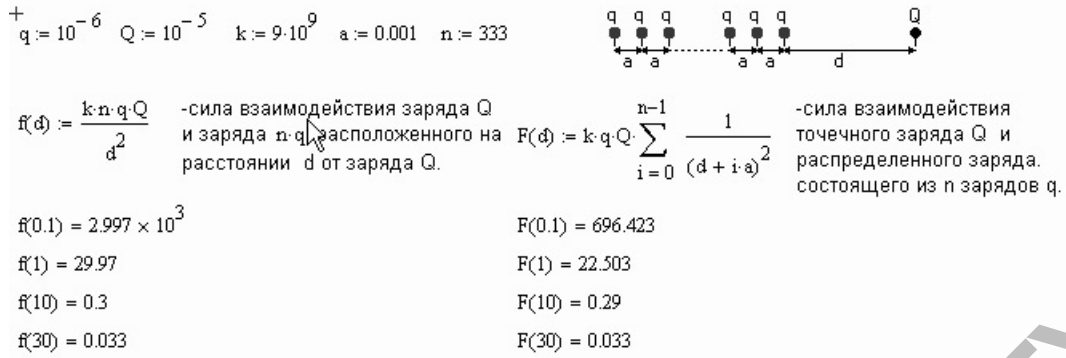 q := 10^-6 Q := 10^-5 k := 9·10^9 a := 0.001 n := 333
q q q q q q Q
a a a a d
f(d) := k·n·q·Q / d^2
-сила взаимодействия заряда Q
и заряда n·q, расположенного на
расстоянии d от заряда Q.
F(d) := k·q·Q· ∑ i = 0 n−1 1 / (d + i·a)^2
-сила взаимодействия
точечного заряда Q и
распределенного заряда.
состоящего из n зарядов q.
f(0.1) = 2.997 × 10^3
F(0.1) = 696.423
f(1) = 29.97
F(1) = 22.503
f(10) = 0.3
F(10) = 0.29
f(30) = 0.033
F(30) = 0.033